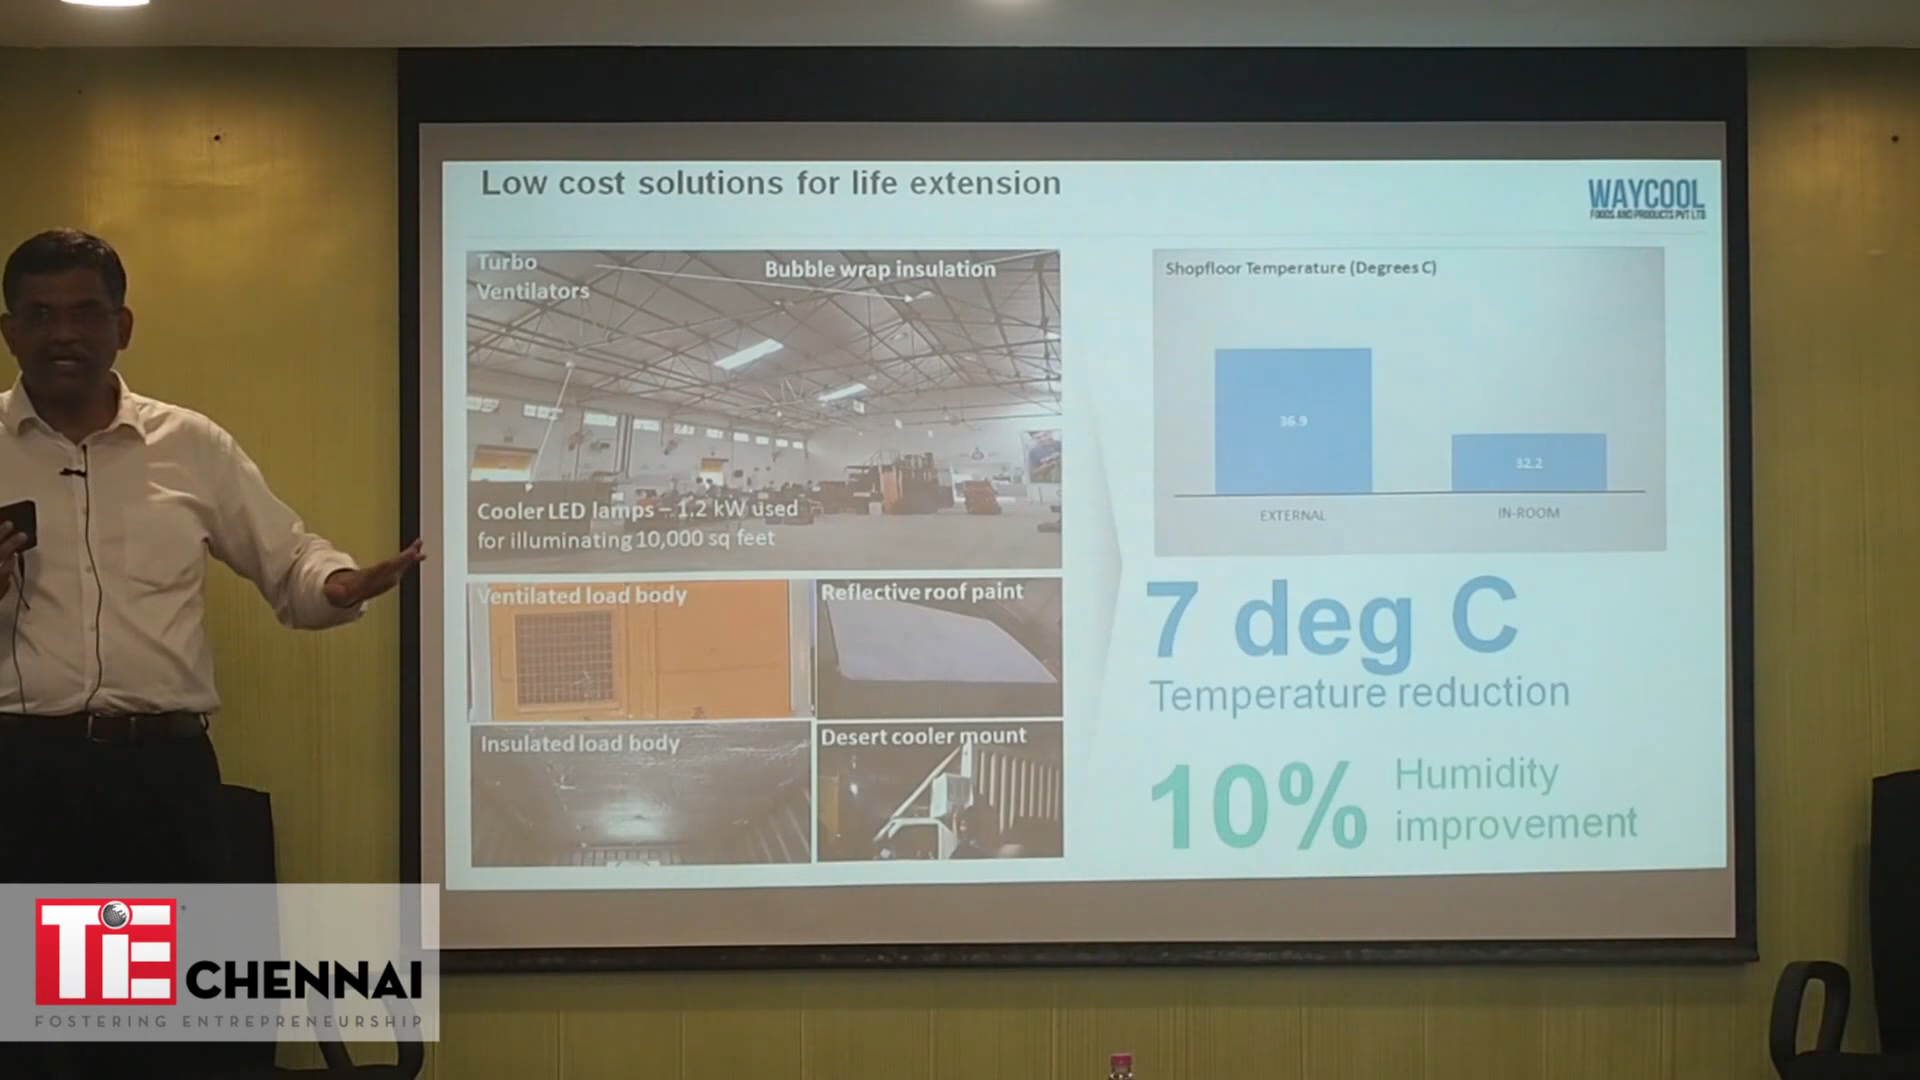 Low cost solutions for life extension
WAYCOOL
FOODS AND PRODUCTS PVT LTD
Turbo
Ventilators
Bubble wrap insulation
Cooler LED lamps – 1.2 kW used
for illuminating 10,000 sq feet
Ventilated load body
Reflective roof paint
Insulated load body
Desert cooler mount
Shopfloor Temperature (Degrees C)
36.9
32.2
EXTERNAL
IN-ROOM
7 deg C
Temperature reduction
10%
Humidity
improvement
TiE
CHENNAI
FOSTERING ENTREPRENEURSHIP